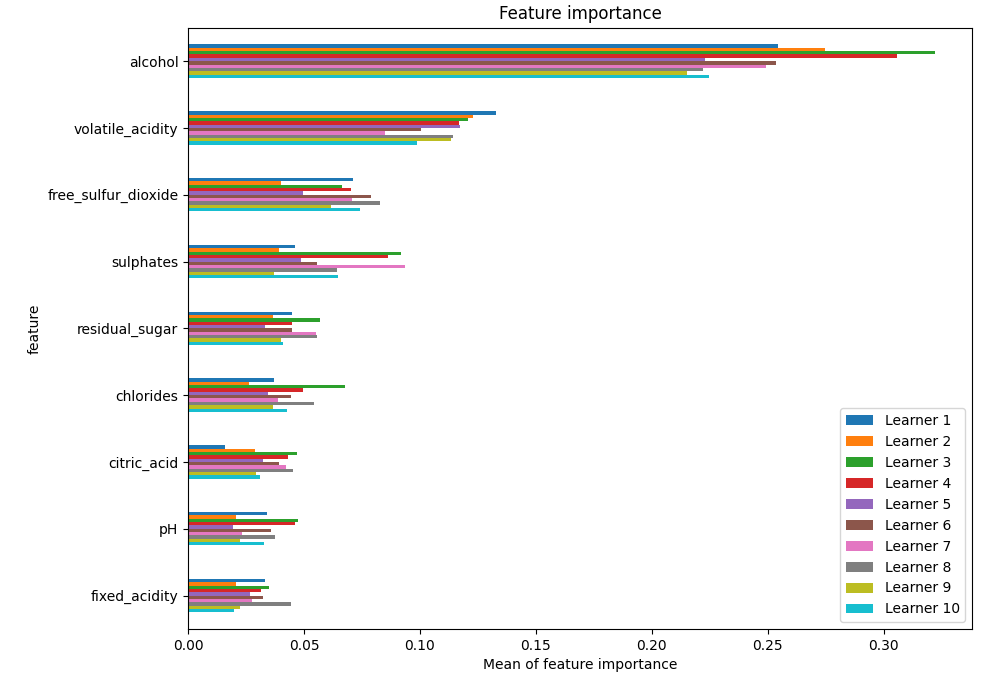 Feature importance
alcohol
volatile_acidity
free_sulfur_dioxide
sulphates
residual_sugar
chlorides
citric_acid
pH
fixed_acidity
feature
Learner 1
Learner 2
Learner 3
Learner 4
Learner 5
Learner 6
Learner 7
Learner 8
Learner 9
Learner 10
0.00 0.05 0.10 0.15 0.20 0.25 0.30
Mean of feature importance